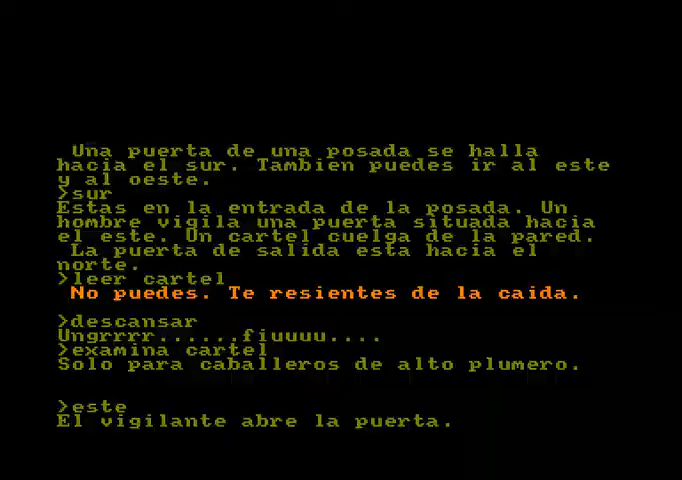 Una puerta de una posada se halla
hacia el sur. Tambien puedes ir al este
y al oeste.
>sur
Estas en la entrada de la posada. Un
hombre vigila una puerta situada hacia
el este. Un cartel cuelga de la pared.
La puerta de salida esta hacia el
norte.
>leer cartel
No puedes. Te resientes de la caida.
>descansar
Ungrrrr......,fiuuuu....
>examina cartel
Solo para caballeros de alto plumero.
>este
El vigilante abre la puerta.